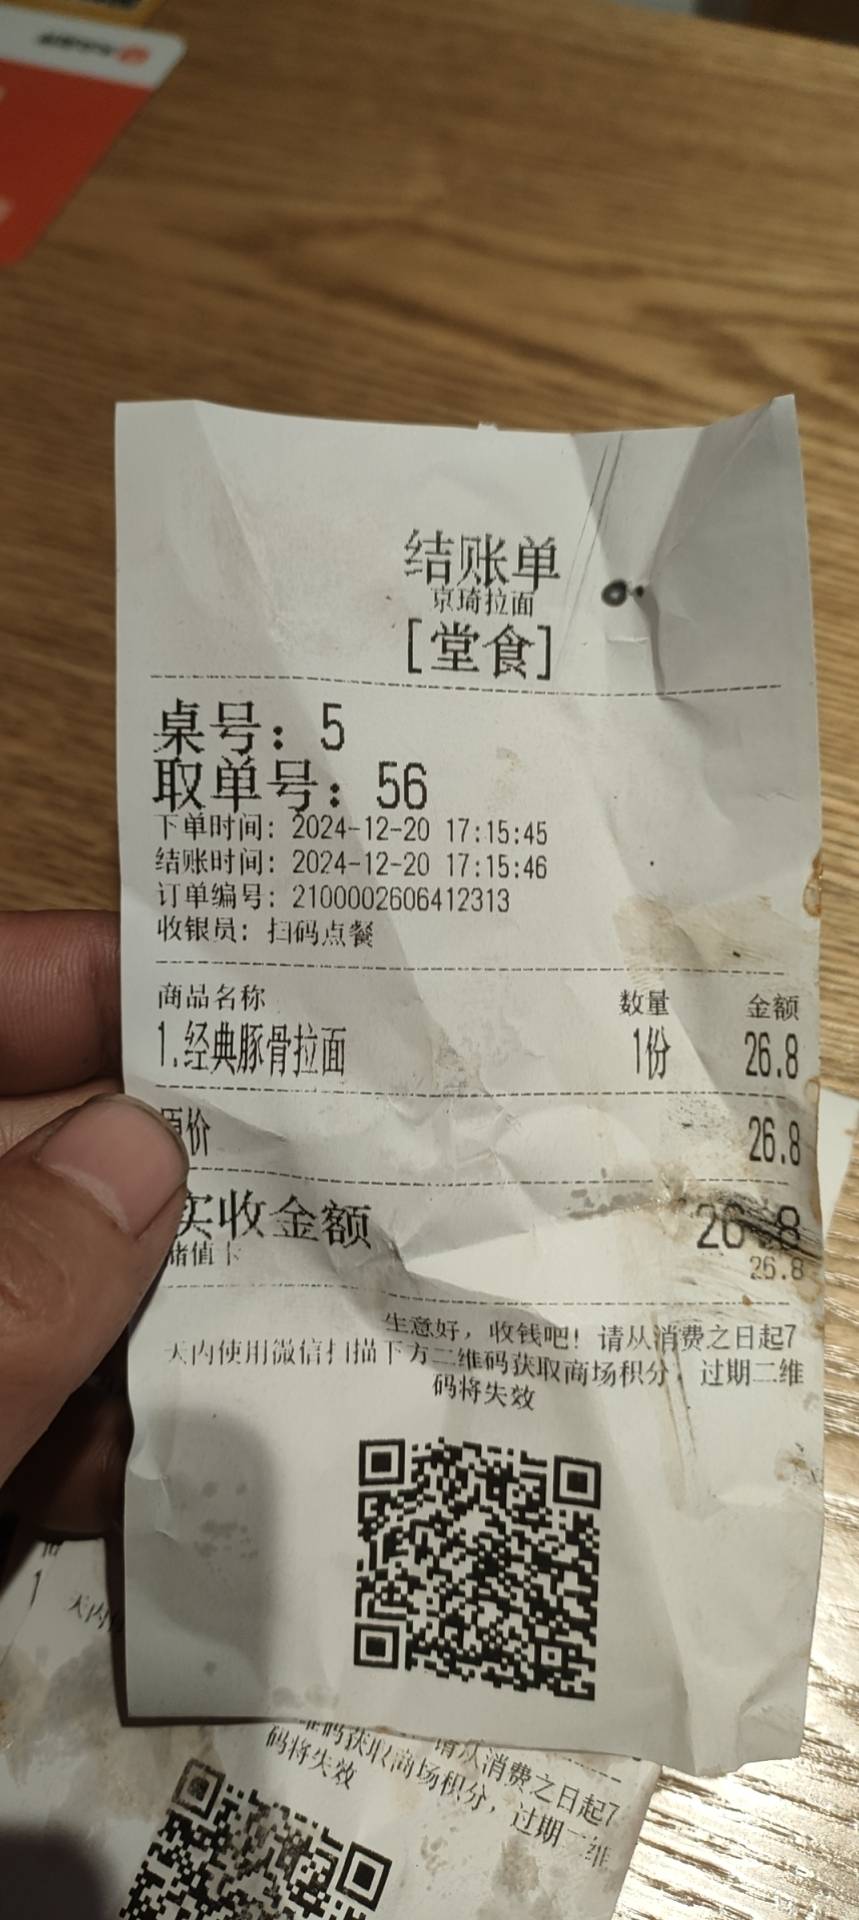 结账单
京琦拉面
[堂食]
桌号: 5
取单号: 56
下单时间: 2024-12-20 17:15:45
结账时间: 2024-12-20 17:15:46
订单编号: 2100002606412313
收银员: 扫码点餐
商品名称 数量 金额
1.经典豚骨拉面 1份 26.8
原价 26.8
实收金额 26.8
储值卡 26.8
生意好，收钱吧！请从消费之日起7
天内使用微信扫描下方二维码获取商场积分，过期二维
码将失效
请从消费之日起7
维码获取商场积分，过期二维
码将失效